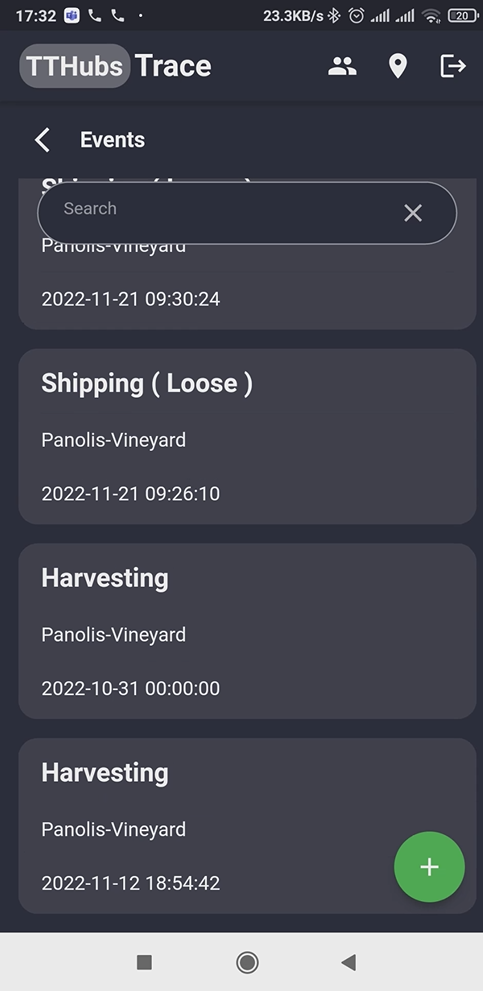 17:32 23.3KB/s 20
TTHubs Trace
Events
Search
Panolis-Vineyard
2022-11-21 09:30:24
Shipping ( Loose )
Panolis-Vineyard
2022-11-21 09:26:10
Harvesting
Panolis-Vineyard
2022-10-31 00:00:00
Harvesting
Panolis-Vineyard
2022-11-12 18:54:42